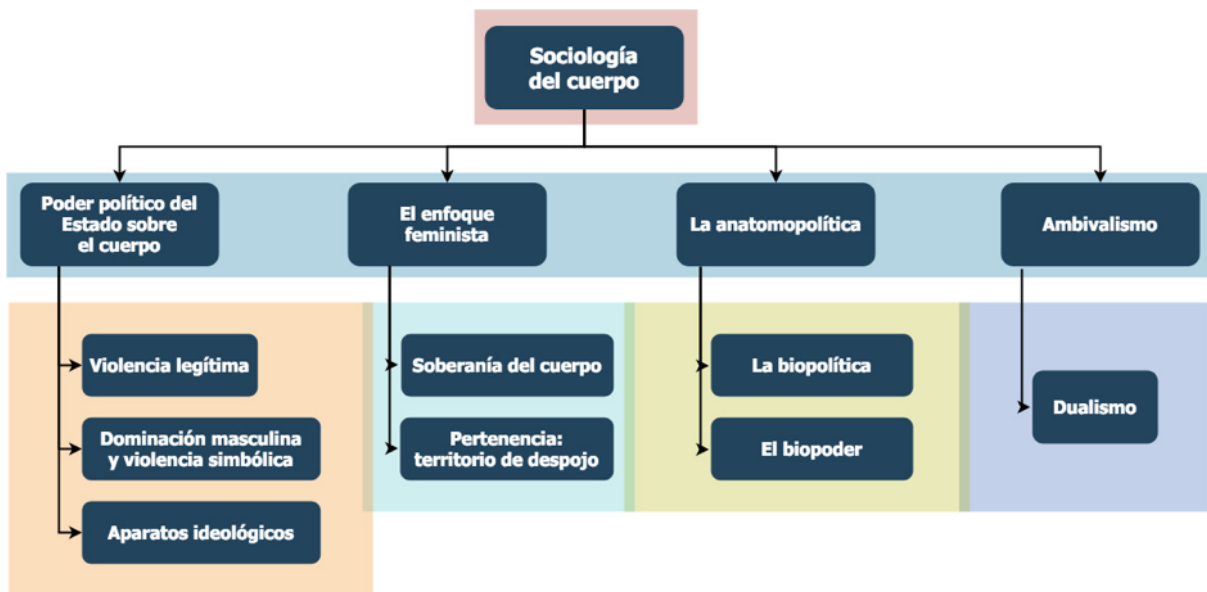 Sociología
del cuerpo
Poder político del
Estado sobre
el cuerpo
El enfoque
feminista
La anatomopolítica
Ambivalismo
Violencia legítima
Dominación masculina
y violencia simbólica
Aparatos ideológicos
Soberanía del cuerpo
Pertenencia:
territorio de despojo
La biopolítica
El biopoder
Dualismo